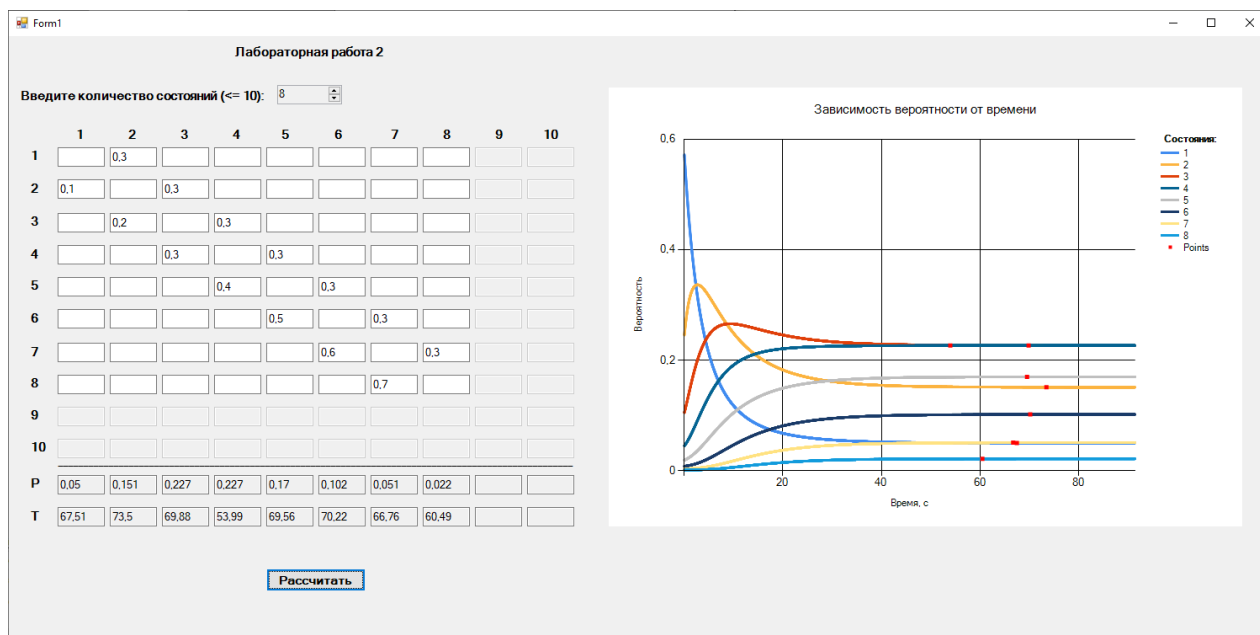 Form1
Лабораторная работа 2
Введите количество состояний (<= 10): 8
1 2 3 4 5 6 7 8 9 10
1 0,3
2 0,1 0,3
3 0,2 0,3
4 0,3 0,3
5 0,4 0,3
6 0,5 0,3
7 0,6 0,3
8 0,7
9
10
P 0,05 0,151 0,227 0,227 0,17 0,102 0,051 0,022
T 67,51 73,5 69,88 53,99 69,56 70,22 66,76 60,49
Рассчитать
Зависимость вероятности от времени
Вероятность
0,6
0,4
0,2
0
20 40 60 80
Время, с
Состояния:
1
2
3
4
5
6
7
8
Points